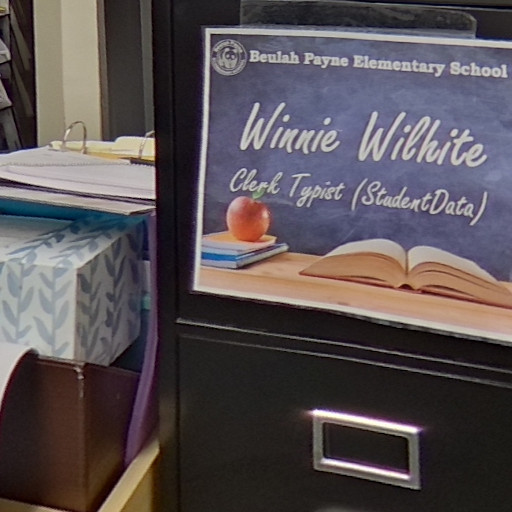 Beulah Payne Elementary School
Winnie Wilhite
Clerk Typist (StudentData)